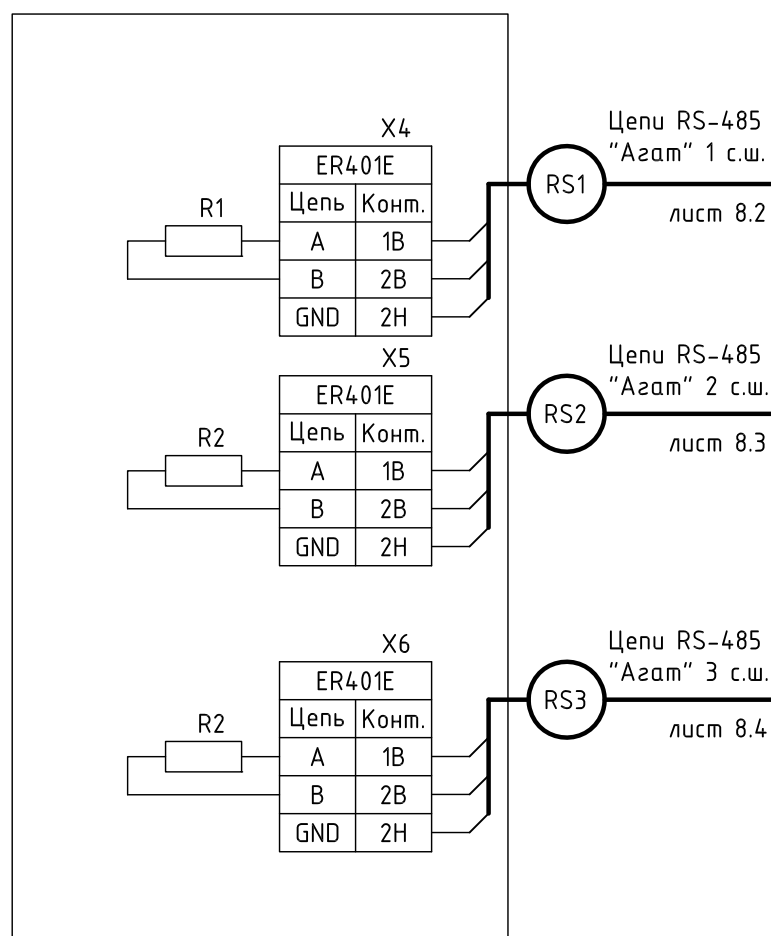 X4
ER401E
Цепь Конт.
R1
A 1В
B 2В
GND 2Н
Цепи RS-485
"Агат" 1 с.ш.
RS1
лист 8.2
X5
ER401E
Цепь Конт.
R2
A 1В
B 2В
GND 2Н
Цепи RS-485
"Агат" 2 с.ш.
RS2
лист 8.3
X6
ER401E
Цепь Конт.
R2
A 1В
B 2В
GND 2Н
Цепи RS-485
"Агат" 3 с.ш.
RS3
лист 8.4